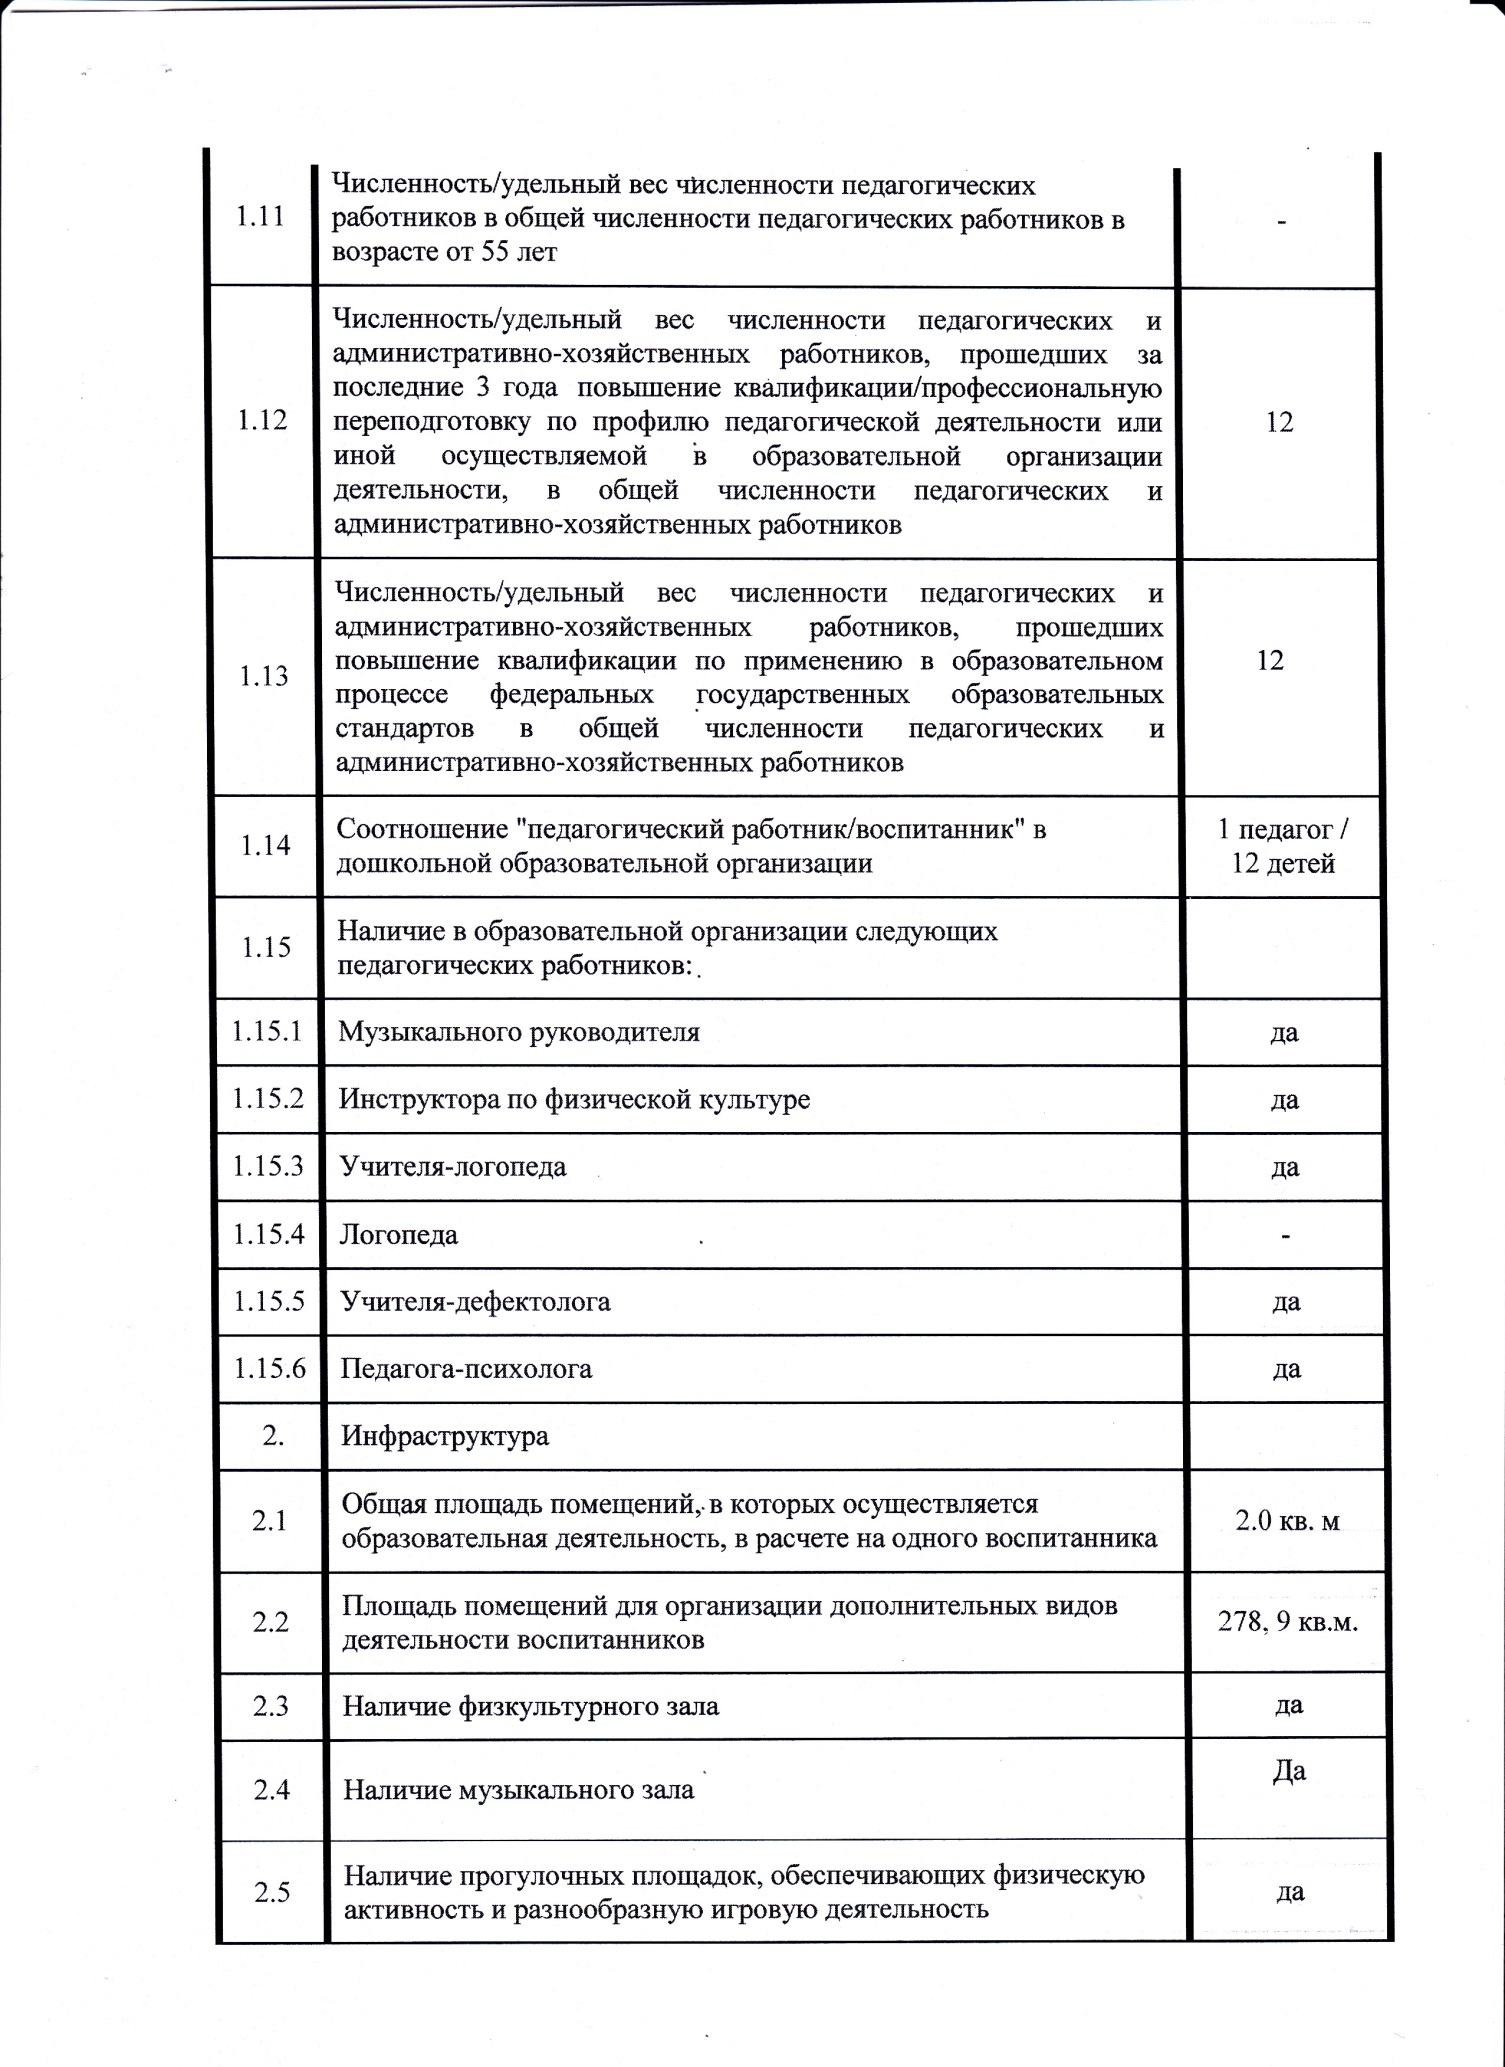 1.11
Численность/удельный вес численности педагогических
работников в общей численности педагогических работников в
возрасте от 55 лет
-
1.12
Численность/удельный вес численности педагогических и
административно-хозяйственных работников, прошедших за
последние 3 года повышение квалификации/профессиональную
переподготовку по профилю педагогической деятельности или
иной осуществляемой в образовательной организации
деятельности, в общей численности педагогических и
административно-хозяйственных работников
12
1.13
Численность/удельный вес численности педагогических и
административно-хозяйственных работников, прошедших
повышение квалификации по применению в образовательном
процессе федеральных государственных образовательных
стандартов в общей численности педагогических и
административно-хозяйственных работников
12
1.14
Соотношение "педагогический работник/воспитанник" в
дошкольной образовательной организации
1 педагог /
12 детей
1.15
Наличие в образовательной организации следующих
педагогических работников:
1.15.1
Музыкального руководителя
да
1.15.2
Инструктора по физической культуре
да
1.15.3
Учителя-логопеда
да
1.15.4
Логопеда
-
1.15.5
Учителя-дефектолога
да
1.15.6
Педагога-психолога
да
2.
Инфраструктура
2.1
Общая площадь помещений, в которых осуществляется
образовательная деятельность, в расчете на одного воспитанника
2.0 кв. м
2.2
Площадь помещений для организации дополнительных видов
деятельности воспитанников
278, 9 кв.м.
2.3
Наличие физкультурного зала
да
2.4
Наличие музыкального зала
Да
2.5
Наличие прогулочных площадок, обеспечивающих физическую
активность и разнообразную игровую деятельность
да